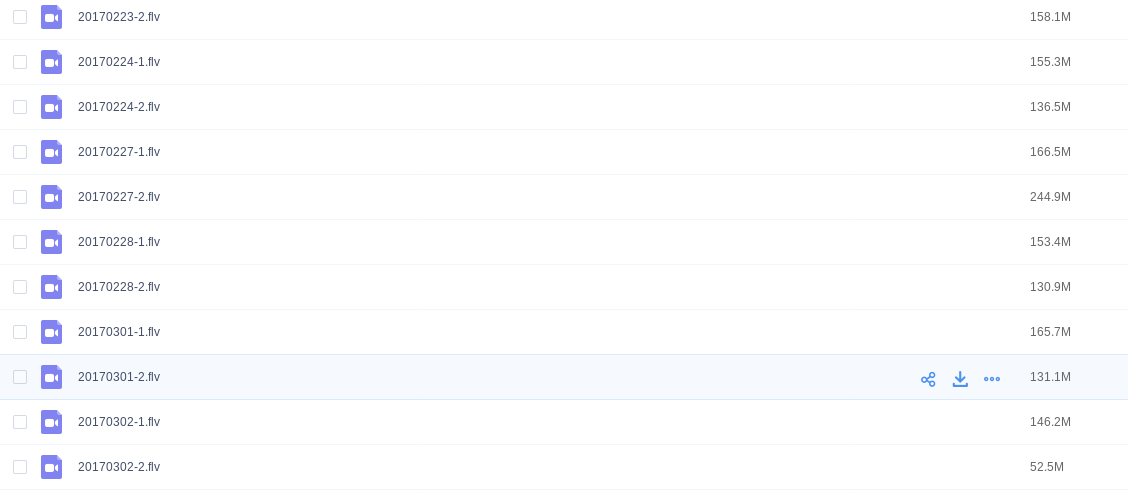 20170223-2.flv 158.1M
20170224-1.flv 155.3M
20170224-2.flv 136.5M
20170227-1.flv 166.5M
20170227-2.flv 244.9M
20170228-1.flv 153.4M
20170228-2.flv 130.9M
20170301-1.flv 165.7M
20170301-2.flv 131.1M
20170302-1.flv 146.2M
20170302-2.flv 52.5M